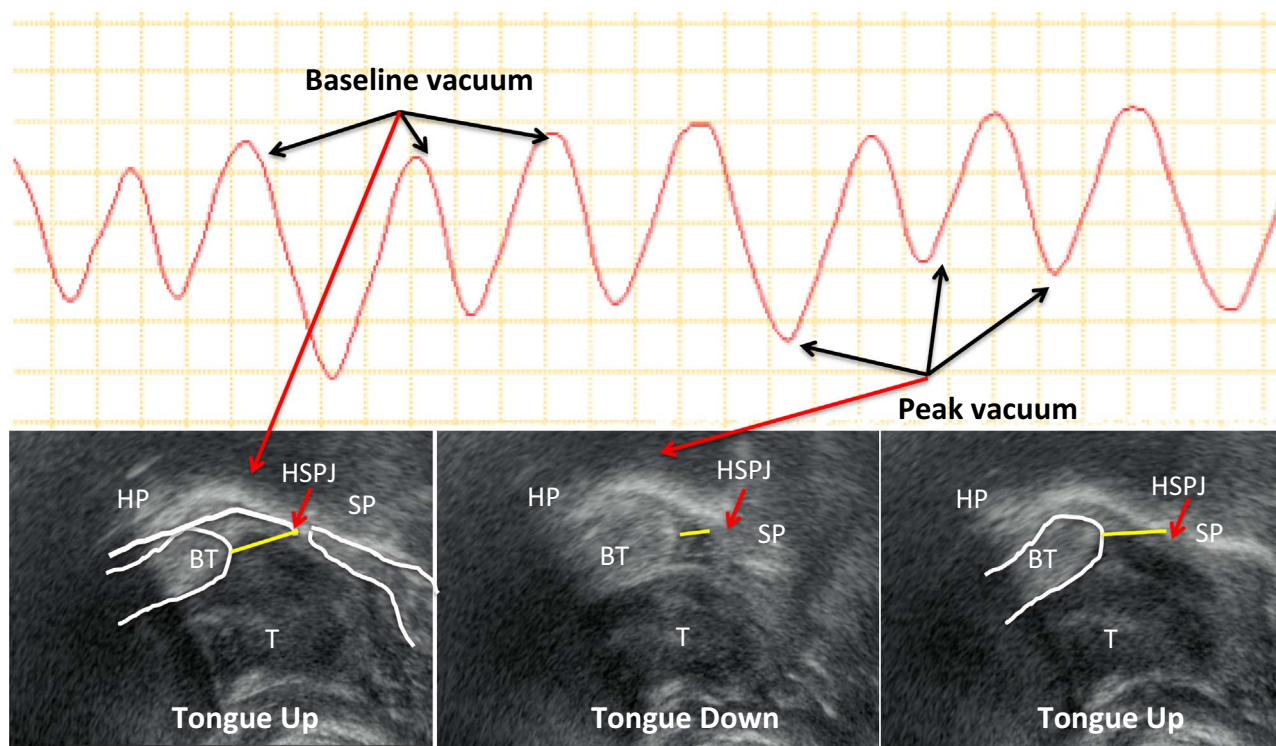 Baseline vacuum
Peak vacuum
HP
HSPJ
SP
BT
T
Tongue Up
HP
HSPJ
SP
BT
T
Tongue Down
HP
HSPJ
SP
BT
T
Tongue Up